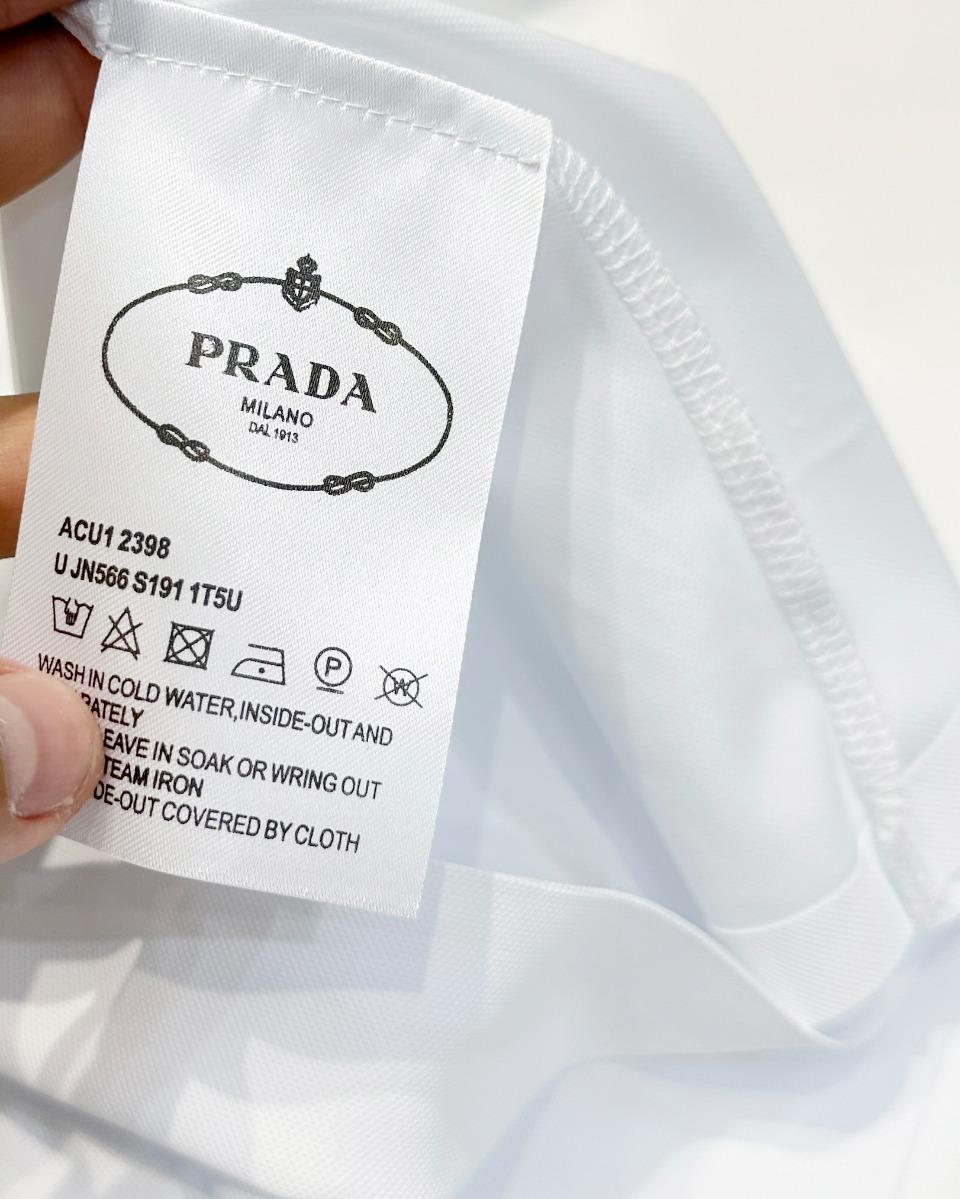 PRADA
MILANO
DAL 1913
ACU1 2398
U JN566 S191 1T5U
P
W
WASH IN COLD WATER,INSIDE-OUT AND
RATELY
EAVE IN SOAK OR WRING OUT
TEAM IRON
DE-OUT COVERED BY CLOTH